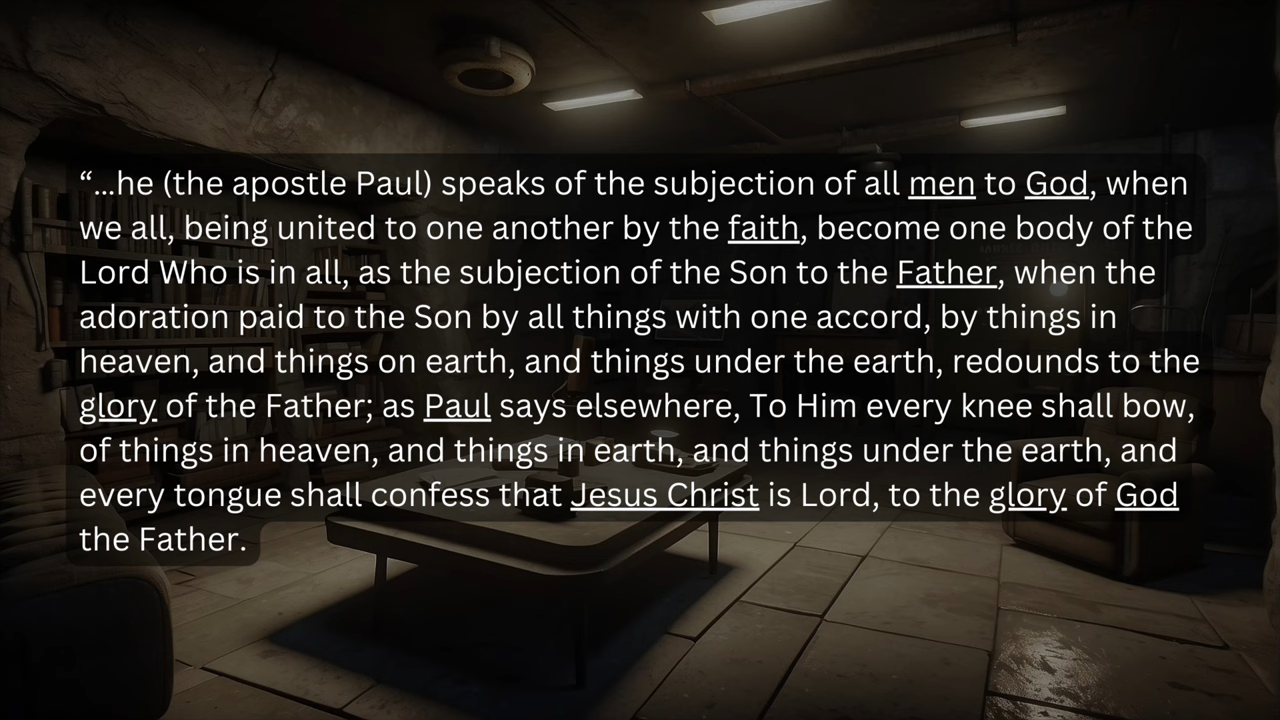 “...he (the apostle Paul) speaks of the subjection of all men to God, when
we all, being united to one another by the faith, become one body of the
Lord Who is in all, as the subjection of the Son to the Father, when the
adoration paid to the Son by all things with one accord, by things in
heaven, and things on earth, and things under the earth, redounds to the
glory of the Father; as Paul says elsewhere, To Him every knee shall bow,
of things in heaven, and things in earth, and things under the earth, and
every tongue shall confess that Jesus Christ is Lord, to the glory of God
the Father.